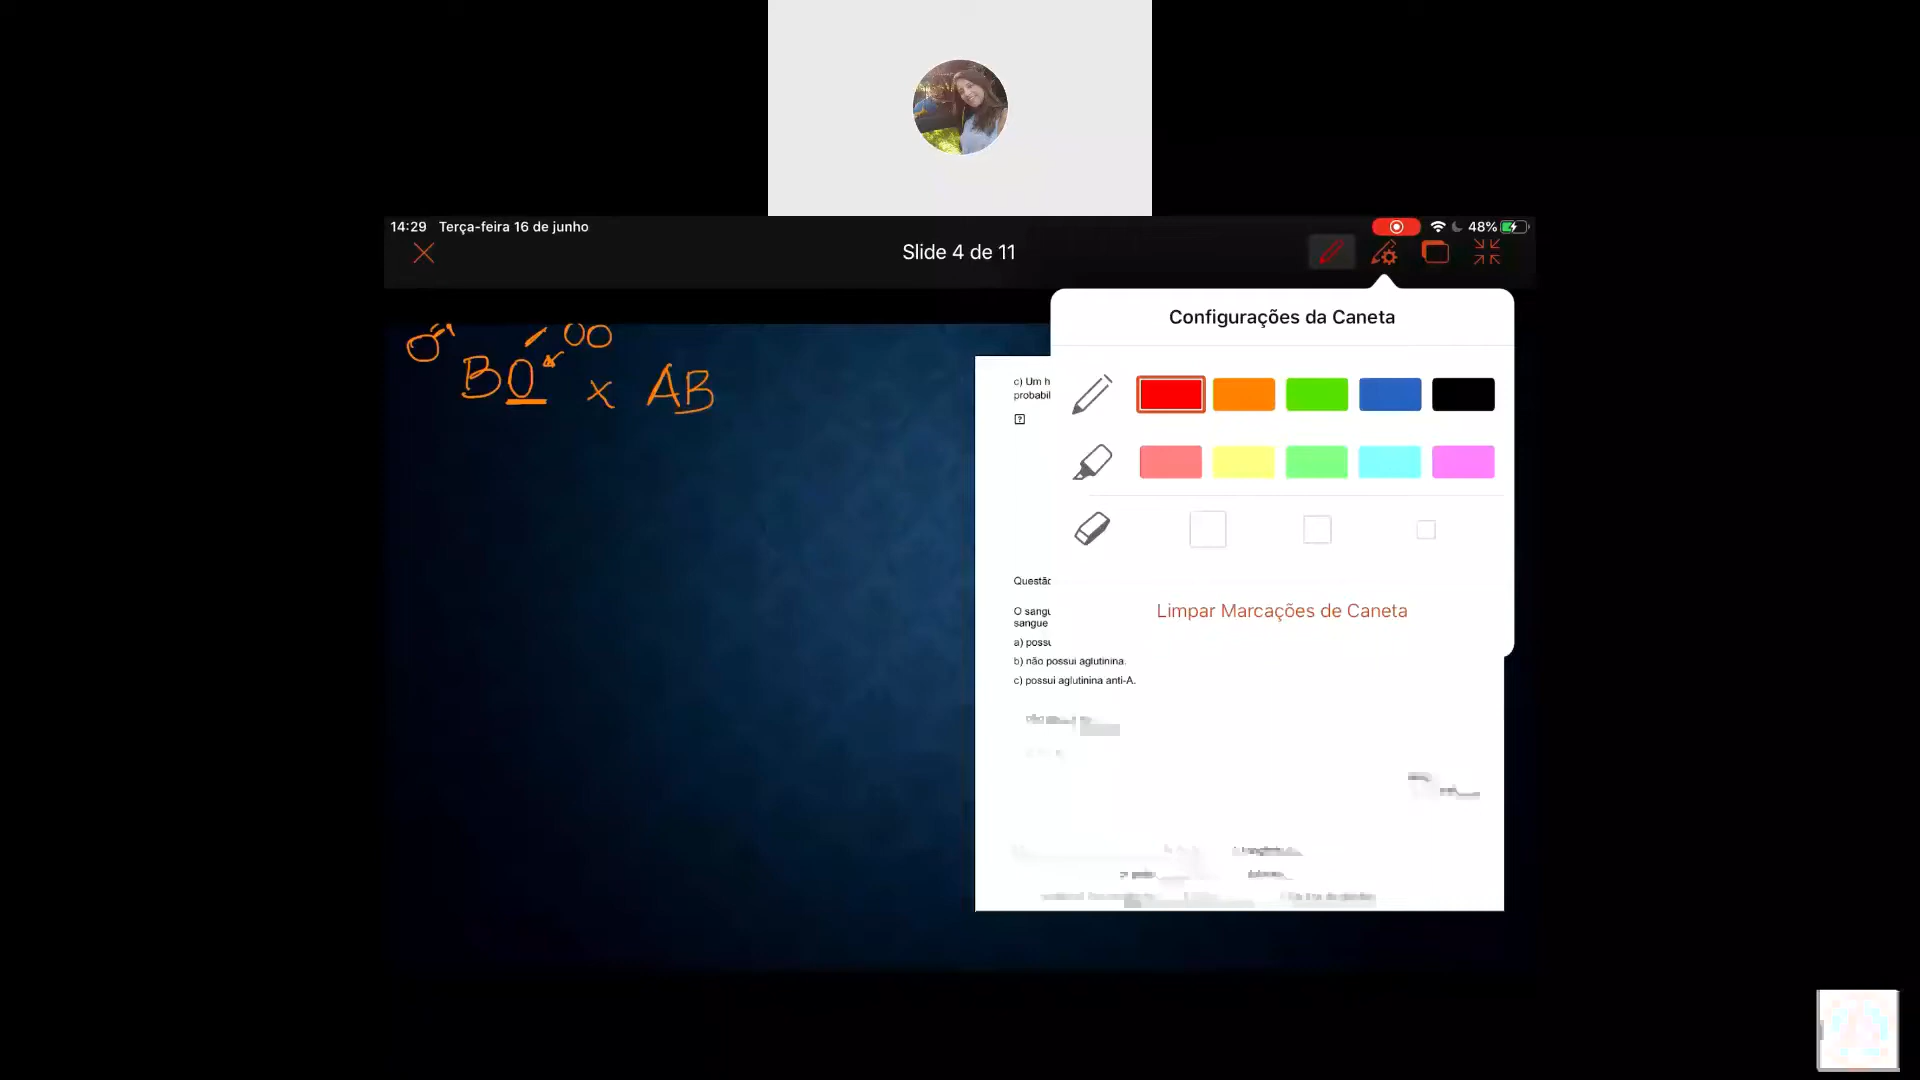 14:29 Terça-feira 16 de junho
48%
Slide 4 de 11
Configurações da Caneta
OO
BO x AB
c) Um h
probabil
?
Questão
O sangu
sangue
a) possu
b) não possui aglutinina.
c) possui aglutinina anti-A.
Limpar Marcações de Caneta